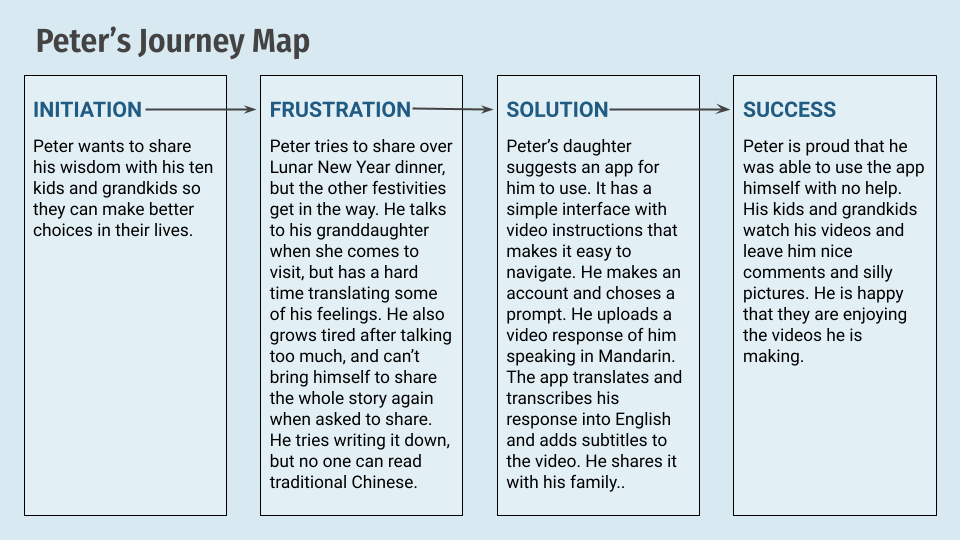 Peter’s Journey Map
INITIATION
Peter wants to share
his wisdom with his ten
kids and grandkids so
they can make better
choices in their lives.
FRUSTRATION
Peter tries to share over
Lunar New Year dinner,
but the other festivities
get in the way. He talks
to his granddaughter
when she comes to
visit, but has a hard
time translating some
of his feelings. He also
grows tired after talking
too much, and can’t
bring himself to share
the whole story again
when asked to share.
He tries writing it down,
but no one can read
traditional Chinese.
SOLUTION
Peter’s daughter
suggests an app for
him to use. It has a
simple interface with
video instructions that
makes it easy to
navigate. He makes an
account and choses a
prompt. He uploads a
video response of him
speaking in Mandarin.
The app translates and
transcribes his
response into English
and adds subtitles to
the video. He shares it
with his family..
SUCCESS
Peter is proud that he
was able to use the app
himself with no help.
His kids and grandkids
watch his videos and
leave him nice
comments and silly
pictures. He is happy
that they are enjoying
the videos he is
making.